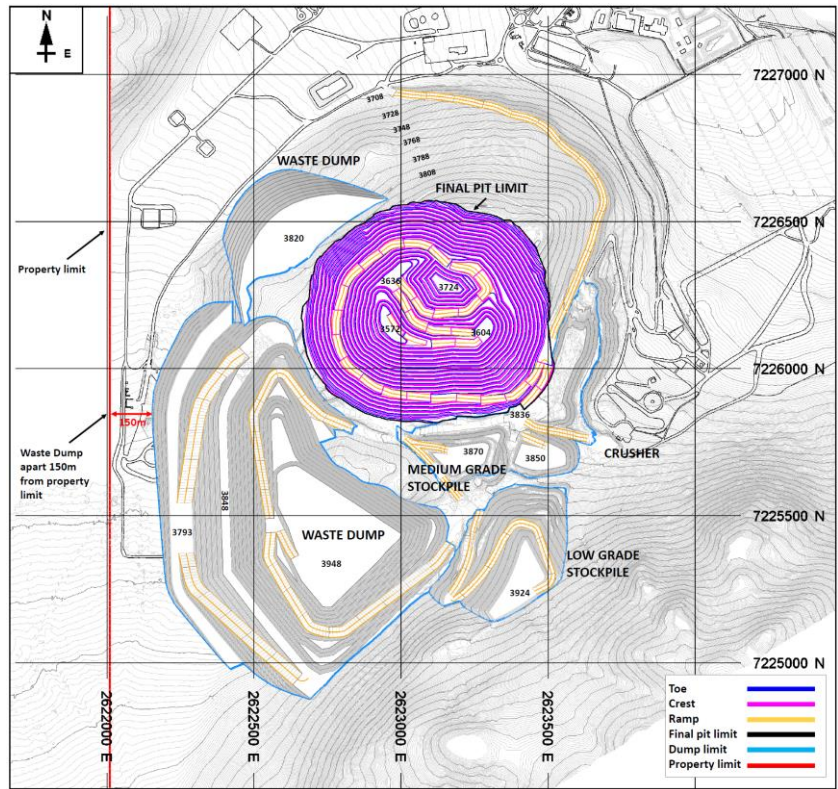 N
E
7227000 N
3708
3728
3748
3768
3788
3808
WASTE DUMP
FINAL PIT LIMIT
7226500 N
3820
Property limit
3636
3724
3572
3604
7226000 N
150m
3836
Waste Dump
apart 150m
from property
limit
CRUSHER
3870
3850
MEDIUM GRADE
STOCKPILE
3848
7225500 N
3793
WASTE DUMP
3948
LOW GRADE
STOCKPILE
3924
7225000 N
2622000 E
2622500 E
2623000 E
2623500 E
Toe
Crest
Ramp
Final pit limit
Dump limit
Property limit